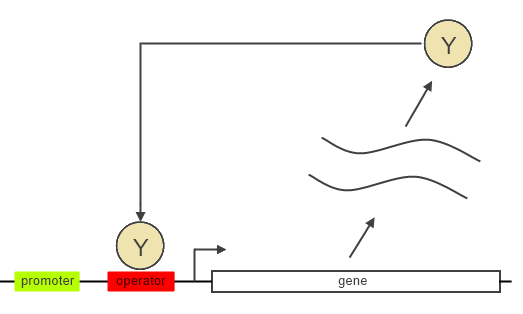 Y
Y
promoter
operator
gene